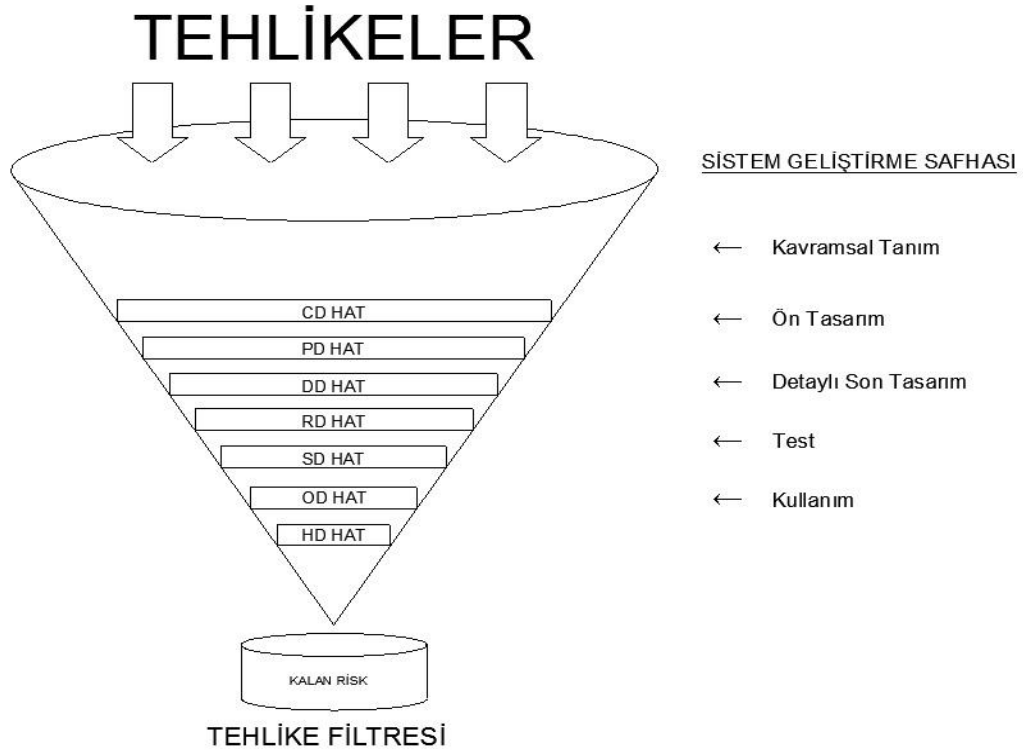 TEHLİKELER
SİSTEM GELİŞTİRME SAFHASI
← Kavramsal Tanım
← Ön Tasarım
← Detaylı Son Tasarım
← Test
← Kullanım
CD HAT
PD HAT
DD HAT
RD HAT
SD HAT
OD HAT
HD HAT
KALAN RİSK
TEHLİKE FİLTRESİ